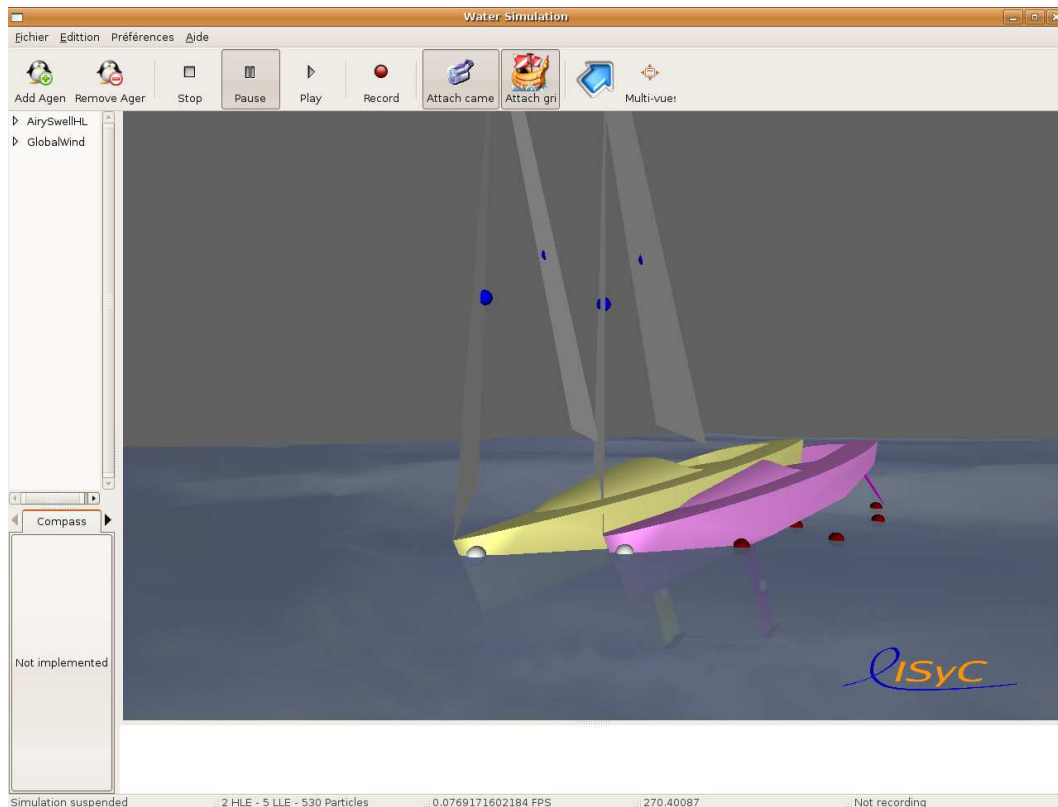 Water Simulation
Fichier Edittion Préférences Aide
Add Agen Remove Ager Stop Pause Play Record Attach came Attach gri Multi-vues
AirySwellHL
GlobalWind
Compass
Not implemented
eISyC
Simulation suspended 2 HLE - 5 LLE - 530 Particles 0.0769171602184 FPS 270.40087 Not recording